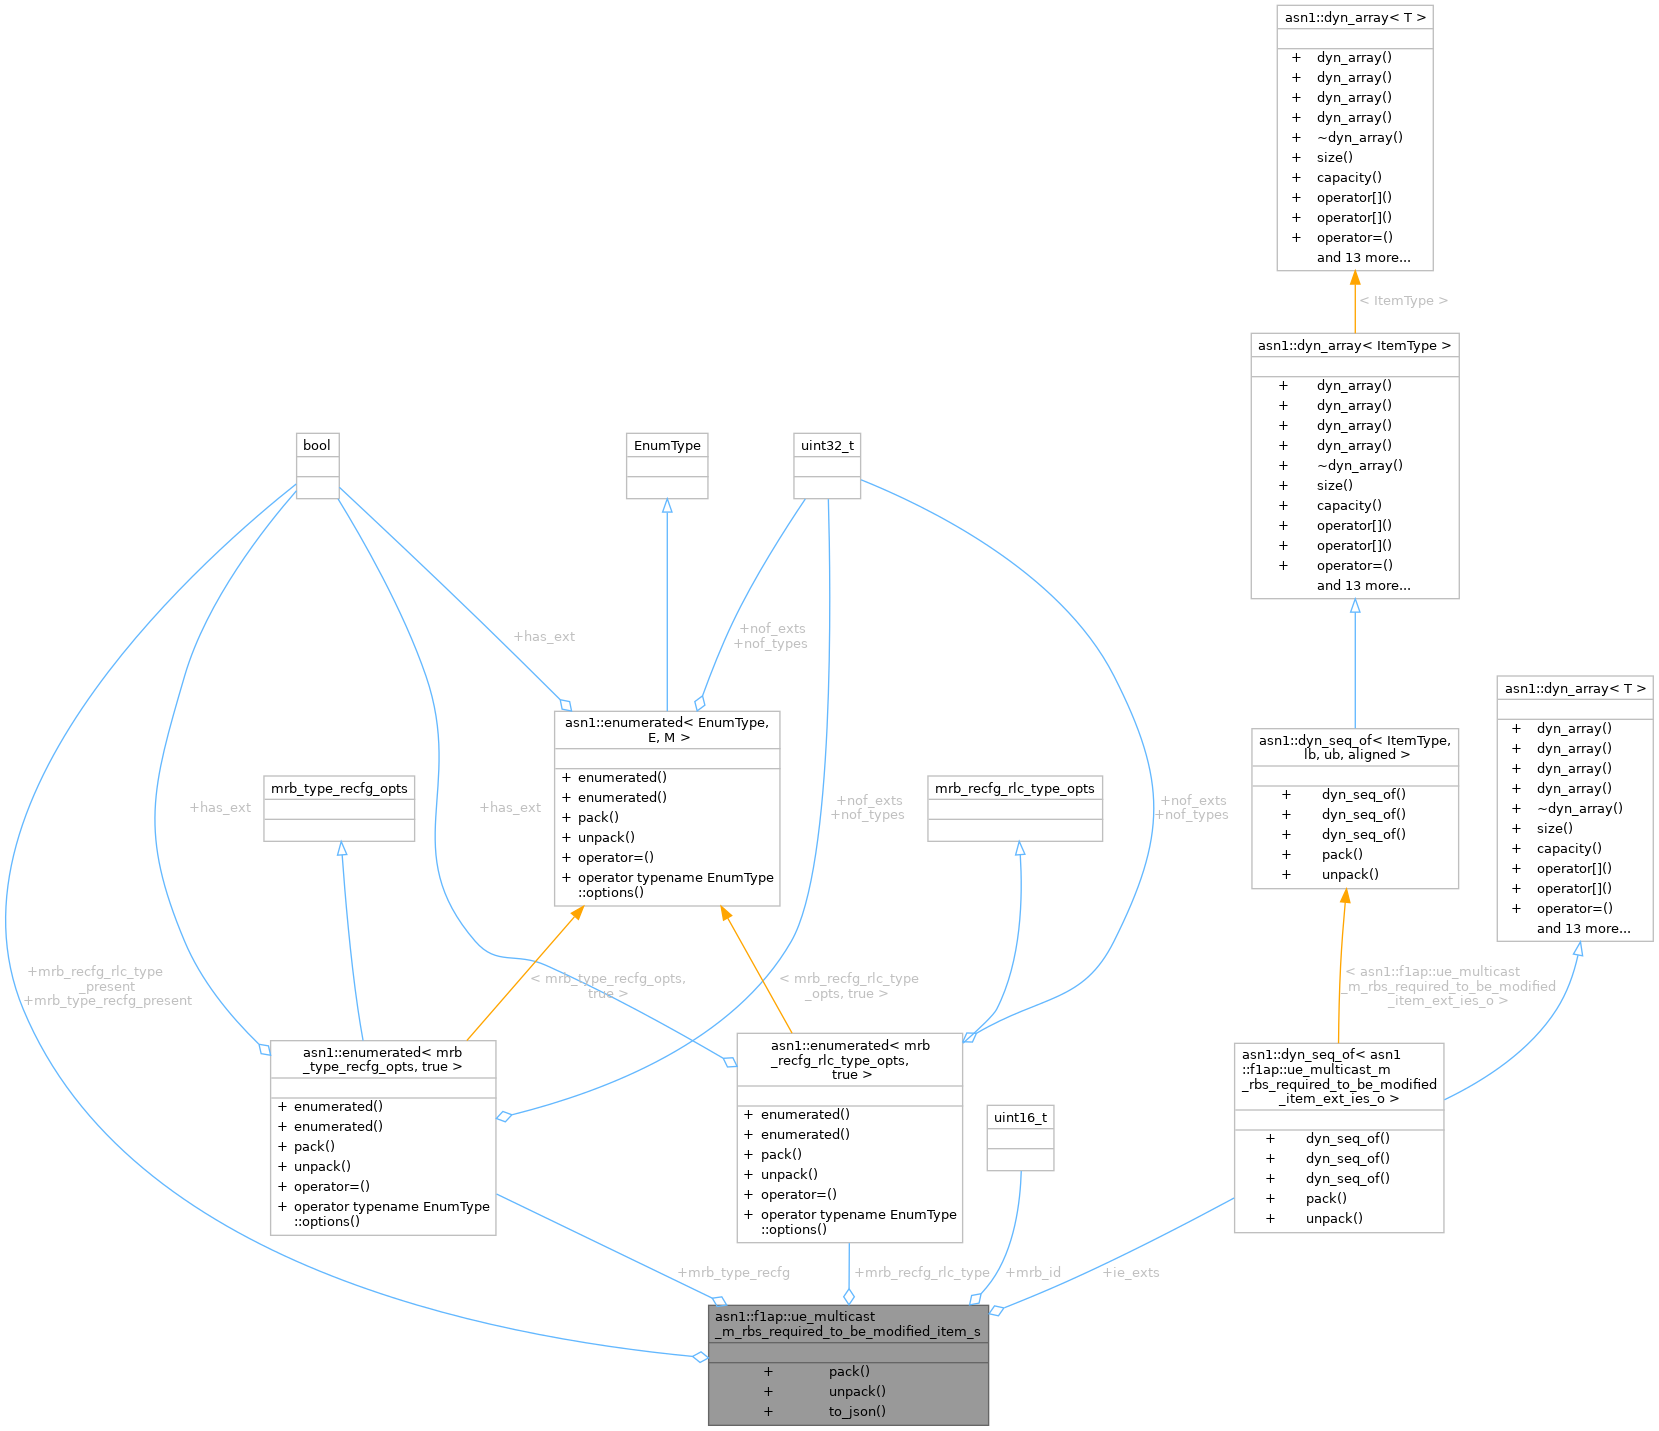 asn1::dyn_array< T >
+ dyn_array()
+ dyn_array()
+ dyn_array()
+ dyn_array()
+ ~dyn_array()
+ size()
+ capacity()
+ operator[]()
+ operator[]()
+ operator=()
and 13 more...
< ItemType >
asn1::dyn_array< ItemType >
+ dyn_array()
+ dyn_array()
+ dyn_array()
+ dyn_array()
+ ~dyn_array()
+ size()
+ capacity()
+ operator[]()
+ operator[]()
+ operator=()
and 13 more...
bool
EnumType
uint32_t
+has_ext
+nof_exts
+nof_types
asn1::dyn_array< T >
+ dyn_array()
+ dyn_array()
+ dyn_array()
+ dyn_array()
+ ~dyn_array()
+ size()
+ capacity()
+ operator[]()
+ operator[]()
+ operator=()
and 13 more...
asn1::enumerated< EnumType,
E, M >
+ enumerated()
+ enumerated()
+ pack()
+ unpack()
+ operator=()
+ operator typename EnumType
::options()
asn1::dyn_seq_of< ItemType,
lb, ub, aligned >
+ dyn_seq_of()
+ dyn_seq_of()
+ dyn_seq_of()
+ pack()
+ unpack()
mrb_type_recfg_opts
mrb_recfg_rlc_type_opts
+has_ext
+has_ext
+nof_exts
+nof_types
+nof_exts
+nof_types
+mrb_recfg_rlc_type
_present
+mrb_type_recfg_present
< mrb_type_recfg_opts,
true >
< mrb_recfg_rlc_type
_opts, true >
< asn1::f1ap::ue_multicast
_m_rbs_required_to_be_modified
_item_ext_ies_o >
asn1::enumerated< mrb
_type_recfg_opts, true >
+ enumerated()
+ enumerated()
+ pack()
+ unpack()
+ operator=()
+ operator typename EnumType
::options()
asn1::enumerated< mrb
_recfg_rlc_type_opts,
true >
+ enumerated()
+ enumerated()
+ pack()
+ unpack()
+ operator=()
+ operator typename EnumType
::options()
uint16_t
asn1::dyn_seq_of< asn1
::f1ap::ue_multicast_m
_rbs_required_to_be_modified
_item_ext_ies_o >
+ dyn_seq_of()
+ dyn_seq_of()
+ dyn_seq_of()
+ pack()
+ unpack()
+mrb_type_recfg
+mrb_recfg_rlc_type
+mrb_id
+ie_exts
asn1::f1ap::ue_multicast
_m_rbs_required_to_be_modified_item_s
+ pack()
+ unpack()
+ to_json()